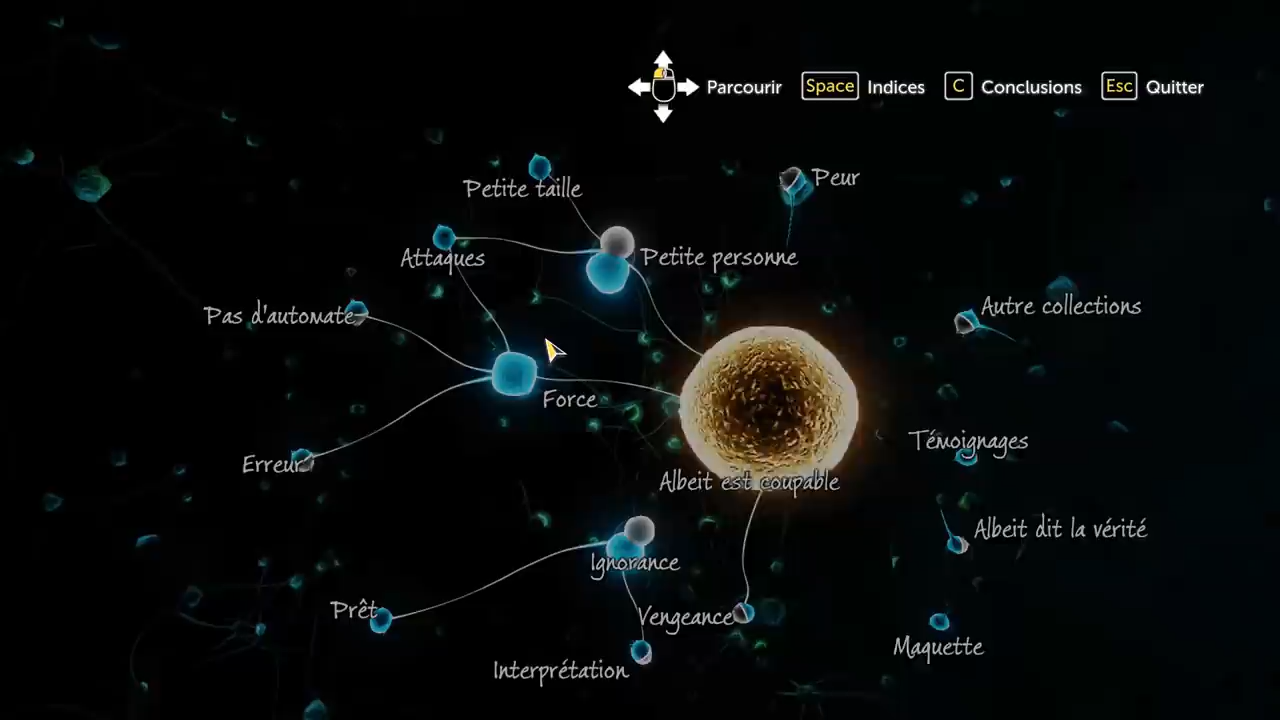 Parcourir
Space Indices
C Conclusions
Esc Quitter
Petite taille
Peur
Attaques
Petite personne
Pas d'automate
Autre collections
Force
Erreur
Témoignages
Albeit est coupable
Albeit dit la vérité
Ignorance
Prêt
Vengeance
Maquette
Interprétation